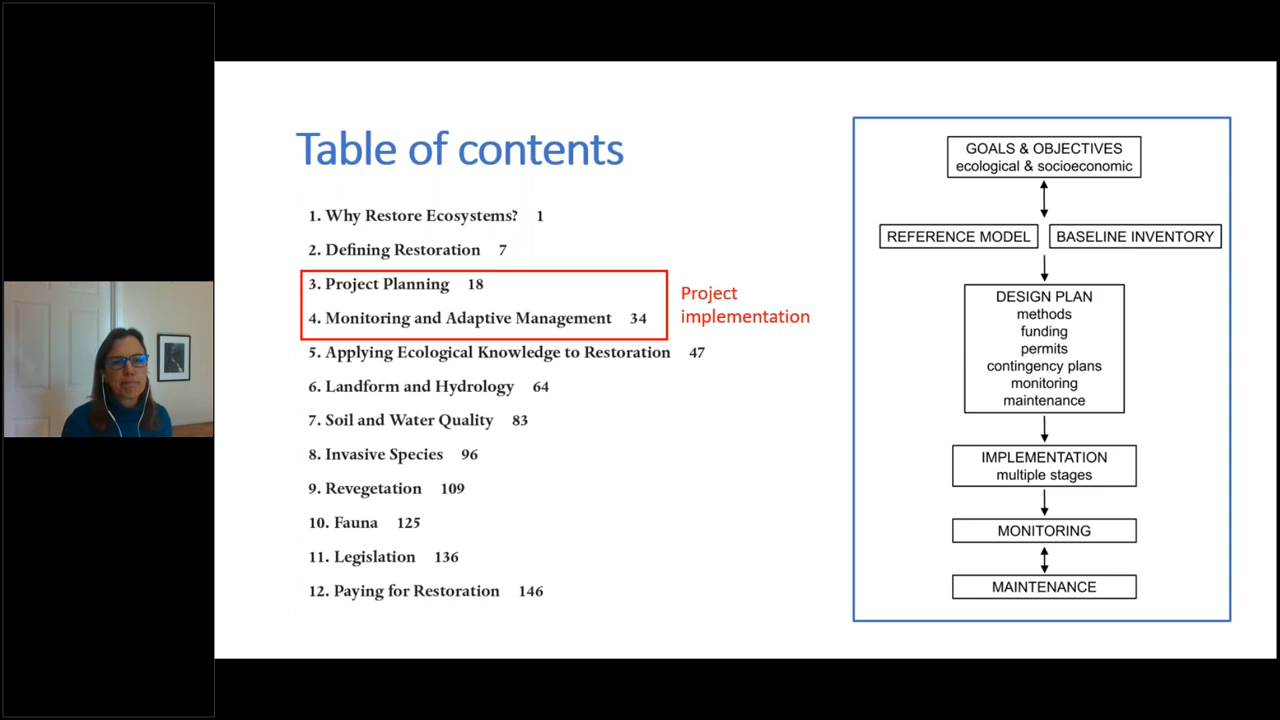 Table of contents
1. Why Restore Ecosystems? 1
2. Defining Restoration 7
3. Project Planning 18
4. Monitoring and Adaptive Management 34
5. Applying Ecological Knowledge to Restoration 47
6. Landform and Hydrology 64
7. Soil and Water Quality 83
8. Invasive Species 96
9. Revegetation 109
10. Fauna 125
11. Legislation 136
12. Paying for Restoration 146
Project
implementation
GOALS & OBJECTIVES
ecological & socioeconomic
REFERENCE MODEL
BASELINE INVENTORY
DESIGN PLAN
methods
funding
permits
contingency plans
monitoring
maintenance
IMPLEMENTATION
multiple stages
MONITORING
MAINTENANCE